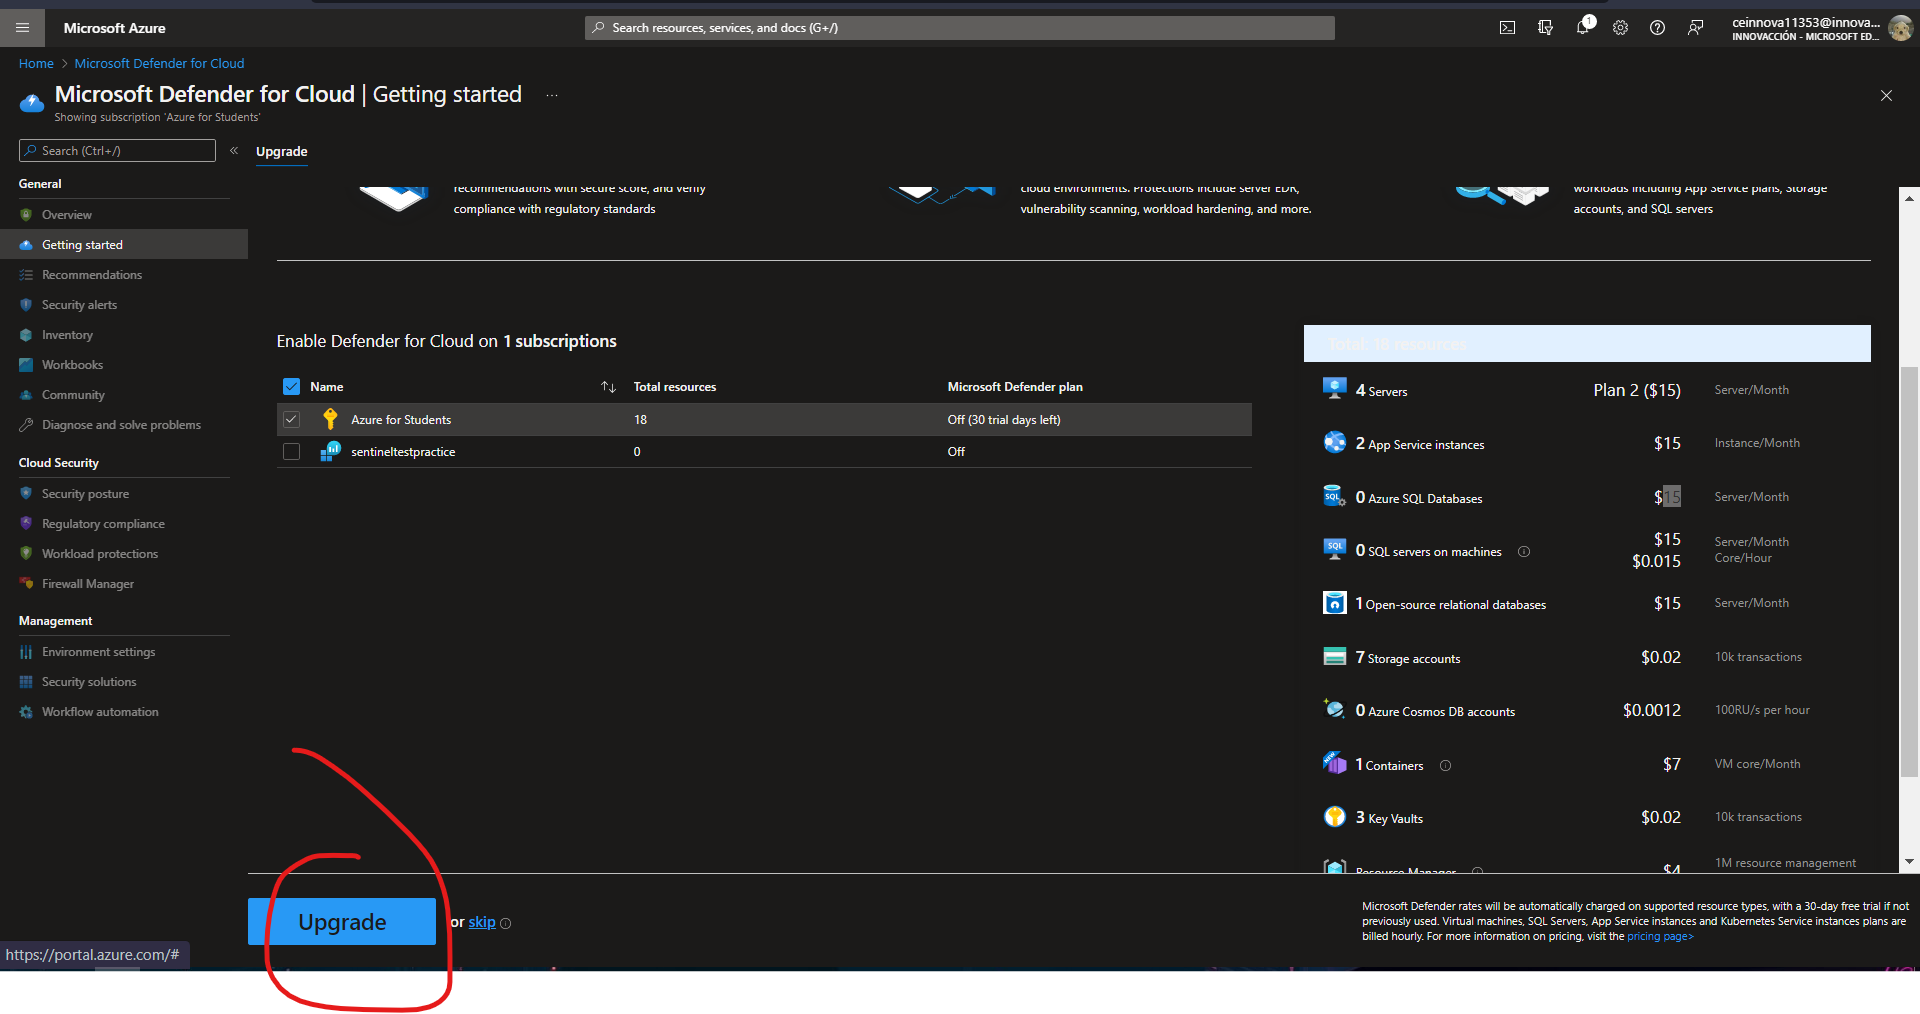 Microsoft Azure
Search resources, services, and docs (G+/)
1
ceinnova11353@innova...
INNOVACCIÓN - MICROSOFT ED...
Home > Microsoft Defender for Cloud
Microsoft Defender for Cloud | Getting started ...
Showing subscription 'Azure for Students'
Search (Ctrl+/)
«
Upgrade
General
Overview
Getting started
Recommendations
Security alerts
Inventory
Workbooks
Community
Diagnose and solve problems
Cloud Security
Security posture
Regulatory compliance
Workload protections
Firewall Manager
Management
Environment settings
Security solutions
Workflow automation
recommendations with secure score, and verify
compliance with regulatory standards
cloud environments. Protections include server EDR,
vulnerability scanning, workload hardening, and more.
workloads including App Service plans, Storage
accounts, and SQL servers
Enable Defender for Cloud on 1 subscriptions
Name Total resources Microsoft Defender plan
Azure for Students 18 Off (30 trial days left)
sentineltestpractice 0 Off
Total: 18 resources
4 Servers Plan 2 ($15) Server/Month
2 App Service instances $15 Instance/Month
SQL
0 Azure SQL Databases $15 Server/Month
SQL
0 SQL servers on machines $15 Server/Month
$0.015 Core/Hour
1 Open-source relational databases $15 Server/Month
7 Storage accounts $0.02 10k transactions
0 Azure Cosmos DB accounts $0.0012 100RU/s per hour
NEW
1 Containers $7 VM core/Month
3 Key Vaults $0.02 10k transactions
Resource Manager $4 1M resource management
Upgrade or skip
Microsoft Defender rates will be automatically charged on supported resource types, with a 30-day free trial if not
previously used. Virtual machines, SQL Servers, App Service instances and Kubernetes Service instances plans are
billed hourly. For more information on pricing, visit the pricing page>
https://portal.azure.com/#